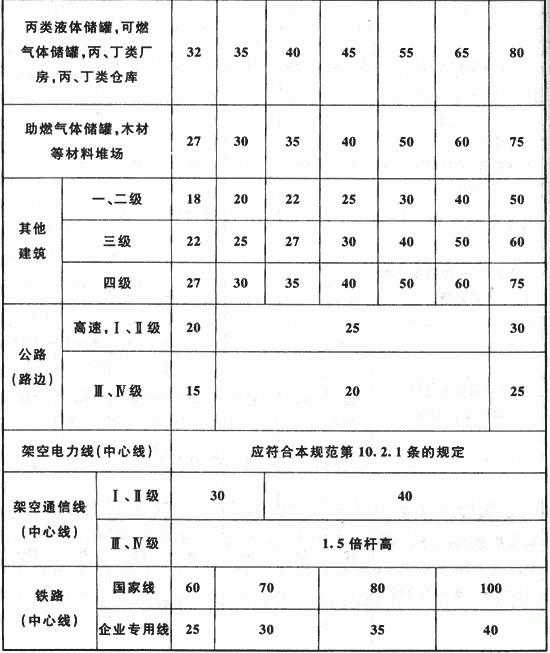 丙类液体储罐,可燃
气体储罐,丙、丁类厂
房,丙、丁类仓库
32 35 40 45 55 65 80
助燃气体储罐,木材
等材料堆场
27 30 35 40 50 60 75
其他
建筑
一、二级 18 20 22 25 30 40 50
三级 22 25 27 30 40 50 60
四级 27 30 35 40 50 60 75
公路
(路边)
高速,Ⅰ、Ⅱ级 20 25 30
Ⅲ、Ⅳ级 15 20 25
架空电力线(中心线) 应符合本规范第10.2.1条的规定
架空通信线
(中心线)
Ⅰ、Ⅱ级 30 40
Ⅲ、Ⅳ级 1.5倍杆高
铁路
(中心线)
国家线 60 70 80 100
企业专用线 25 30 35 40